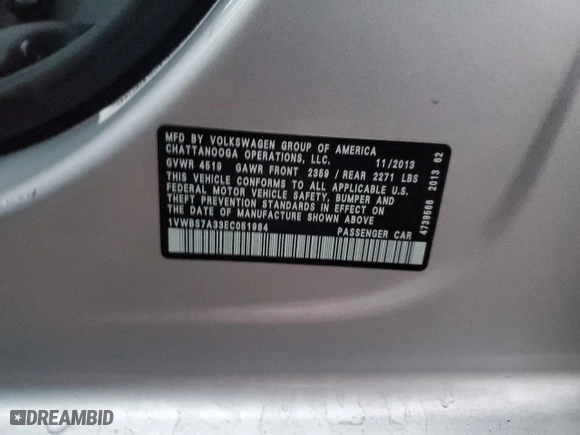 MFD BY VOLKSWAGEN GROUP OF AMERICA
CHATTANOOGA OPERATIONS, LLC. 11/2013
GVWR 4519 GAWR FRONT 2359 / REAR 2271 LBS
THIS VEHICLE CONFORMS TO ALL APPLICABLE U.S.
FEDERAL MOTOR VEHICLE SAFETY, BUMPER, AND
THEFT PREVENTION STANDARDS IN EFFECT ON
THE DATE OF MANUFACTURE SHOWN ABOVE
1VWBS7A33EC051984 PASSENGER CAR
4739566 2013 62
DREAMBID